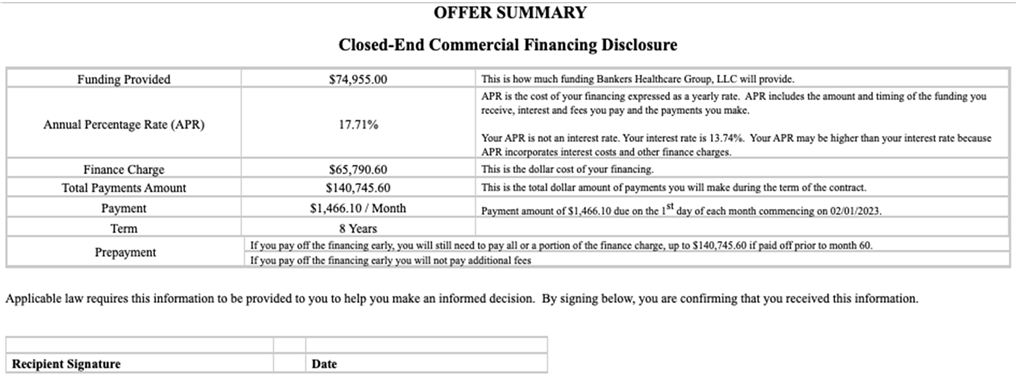 OFFER SUMMARY
Closed-End Commercial Financing Disclosure
Funding Provided $74,955.00 This is how much funding Bankers Healthcare Group, LLC will provide.
Annual Percentage Rate (APR) 17.71% APR is the cost of your financing expressed as a yearly rate. APR includes the amount and timing of the funding you
receive, interest and fees you pay and the payments you make.
Your APR is not an interest rate. Your interest rate is 13.74%. Your APR may be higher than your interest rate because
APR incorporates interest costs and other finance charges.
Finance Charge $65,790.60 This is the dollar cost of your financing.
Total Payments Amount $140,745.60 This is the total dollar amount of payments you will make during the term of the contract.
Payment $1,466.10 / Month Payment amount of $1,466.10 due on the 1st day of each month commencing on 02/01/2023.
Term 8 Years
Prepayment If you pay off the financing early, you will still need to pay all or a portion of the finance charge, up to $140,745.60 if paid off prior to month 60.
If you pay off the financing early you will not pay additional fees
Applicable law requires this information to be provided to you to help you make an informed decision. By signing below, you are confirming that you received this information.
Recipient Signature Date